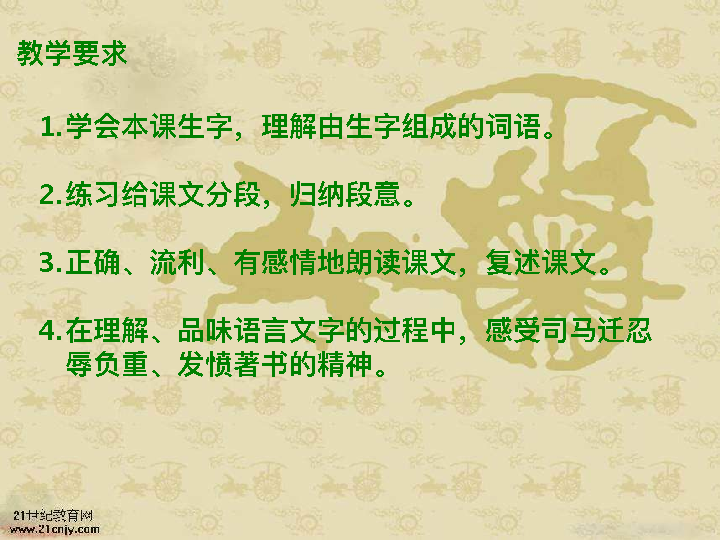 教学要求
1.学会本课生字，理解由生字组成的词语。
2.练习给课文分段，归纳段意。
3.正确、流利、有感情地朗读课文，复述课文。
4.在理解、品味语言文字的过程中，感受司马迁忍
辱负重、发愤著书的精神。
21世纪教育网
www.21cnjy.com